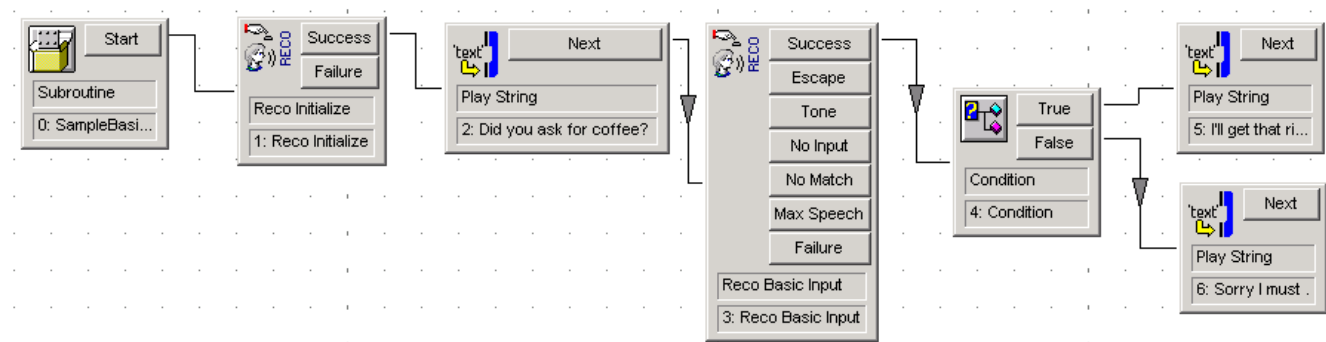 Start
Subroutine
0: SampleBasi...
RECO
Success
Failure
Reco Initialize
1: Reco Initialize
'text'
Next
Play String
2: Did you ask for coffee?
RECO
Success
Escape
Tone
No Input
No Match
Max Speech
Failure
Reco Basic Input
3: Reco Basic Input
?
True
False
Condition
4: Condition
'text'
Next
Play String
5: I'll get that ri...
'text'
Next
Play String
6: Sorry I must .